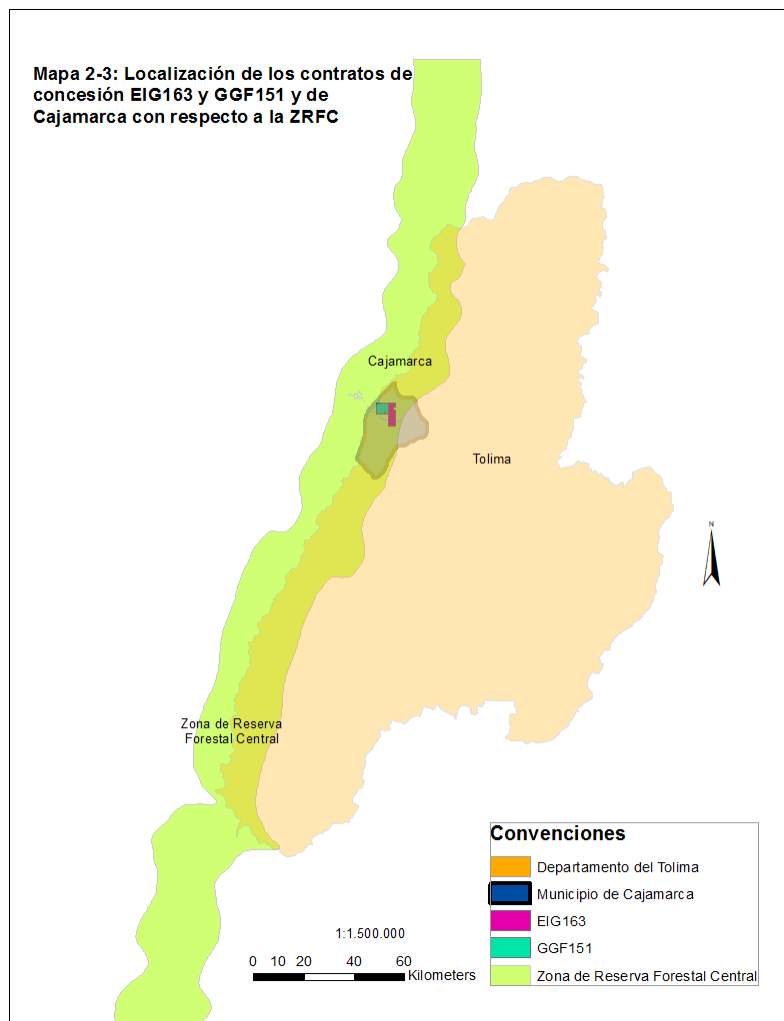 Mapa 2-3: Localización de los contratos de
concesión EIG163 y GGF151 y de
Cajamarca con respecto a la ZRFC
Cajamarca
Tolima
N
Zona de Reserva
Forestal Central
Convenciones
Departamento del Tolima
Municipio de Cajamarca
EIG163
GGF151
Zona de Reserva Forestal Central
1:1.500.000
0 10 20 40 60
Kilometers